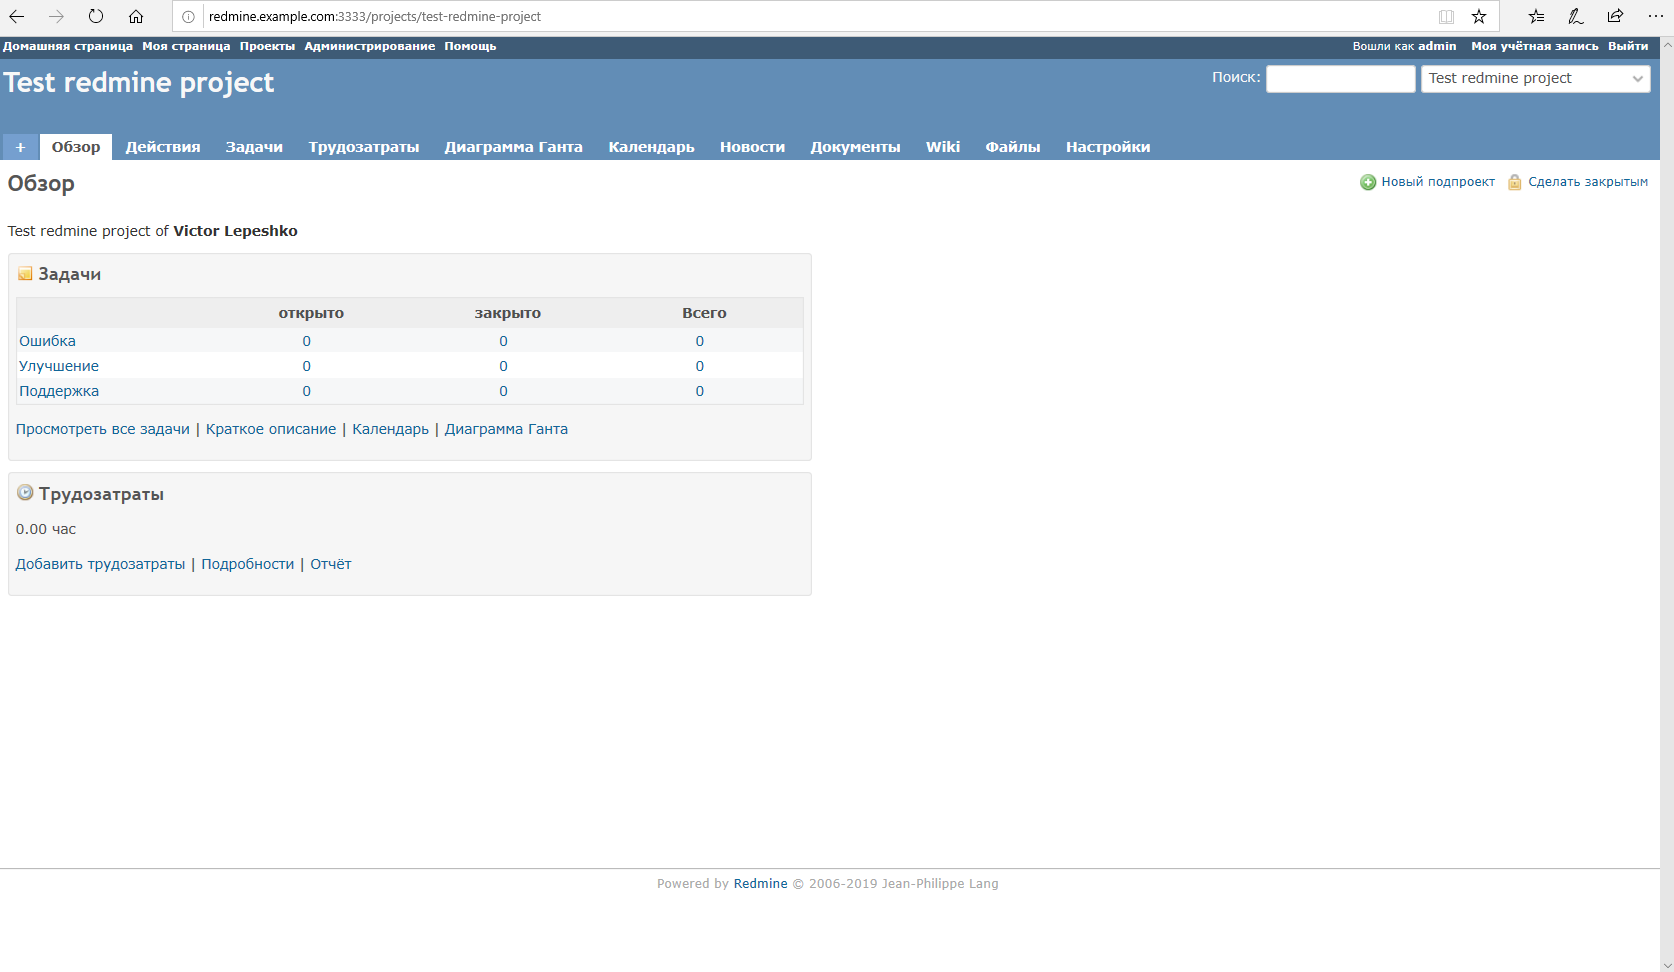 redmine.example.com:3333/projects/test-redmine-project
Домашняя страница Моя страница Проекты Администрирование Помощь Вошли как admin Моя учётная запись Выйти
Test redmine project Поиск: Test redmine project
+ Обзор Действия Задачи Трудозатраты Диаграмма Ганта Календарь Новости Документы Wiki Файлы Настройки
Обзор Новый подпроект Сделать закрытым
Test redmine project of Victor Lepeshko
Задачи
открыто закрыто Всего
Ошибка 0 0 0
Улучшение 0 0 0
Поддержка 0 0 0
Просмотреть все задачи | Краткое описание | Календарь | Диаграмма Ганта
Трудозатраты
0.00 час
Добавить трудозатраты | Подробности | Отчёт
Powered by Redmine © 2006-2019 Jean-Philippe Lang